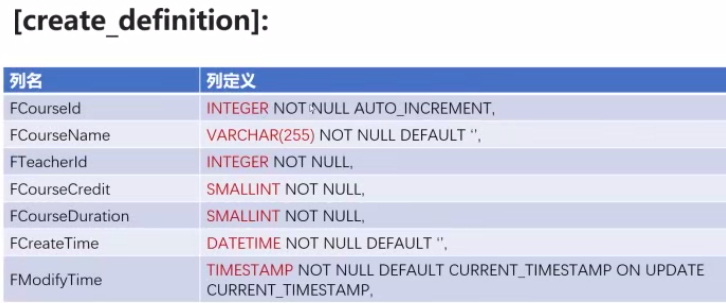 [create_definition]:
列名 列定义
FCourseId INTEGER NOT NULL AUTO_INCREMENT,
FCourseName VARCHAR(255) NOT NULL DEFAULT '',
FTeacherId INTEGER NOT NULL,
FCourseCredit SMALLINT NOT NULL,
FCourseDuration SMALLINT NOT NULL,
FCreateTime DATETIME NOT NULL DEFAULT '',
FModifyTime TIMESTAMP NOT NULL DEFAULT CURRENT_TIMESTAMP ON UPDATE
CURRENT_TIMESTAMP,